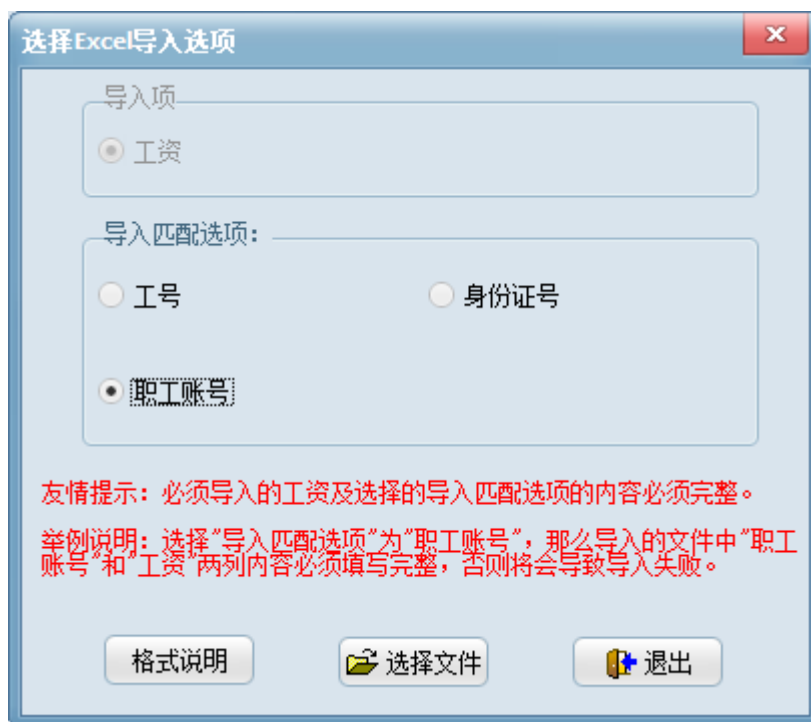 选择Excel导入选项
导入项
工资
导入匹配选项：
工号 身份证号
职工账号
友情提示：必须导入的工资及选择的导入匹配选项的内容必须完整。
举例说明：选择"导入匹配选项"为"职工账号"，那么导入的文件中"职工
账号"和"工资"两列内容必须填写完整，否则将会导致导入失败。
格式说明 选择文件 退出